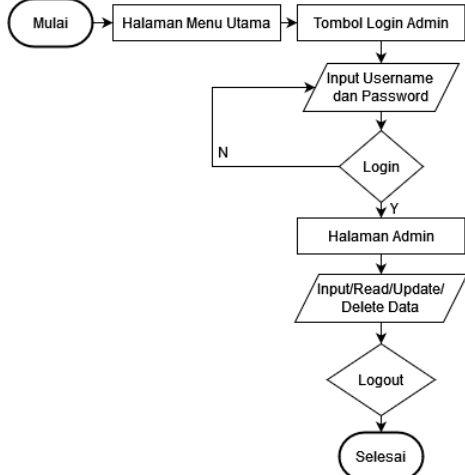 Mulai
Halaman Menu Utama
Tombol Login Admin
Input Username
dan Password
N
Login
Y
Halaman Admin
Input/Read/Update/
Delete Data
Logout
Selesai